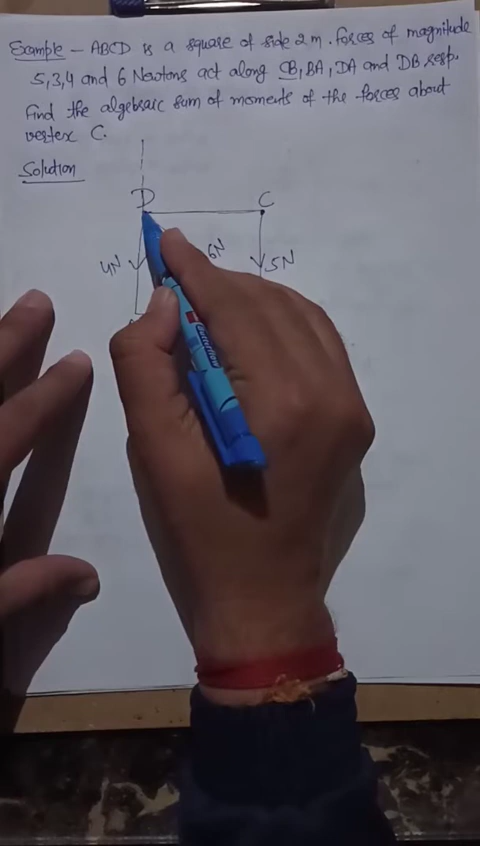 Example - ABCD is a square of side 2 m. forces of magnitude
5,3,4 and 6 Newtons act along CB, BA, DA and DB resp.
Find the algebraic sum of moments of the forces about
vertex C.
Solution
D C
4N 6N 5N